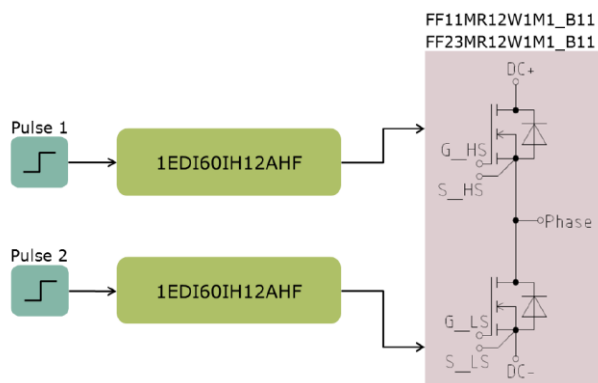 FF11MR12W1M1_B11
FF23MR12W1M1_B11
DC+
Pulse 1
1EDI60IH12AHF
G_HS
S_HS
Phase
Pulse 2
1EDI60IH12AHF
G_LS
S_LS
DC-